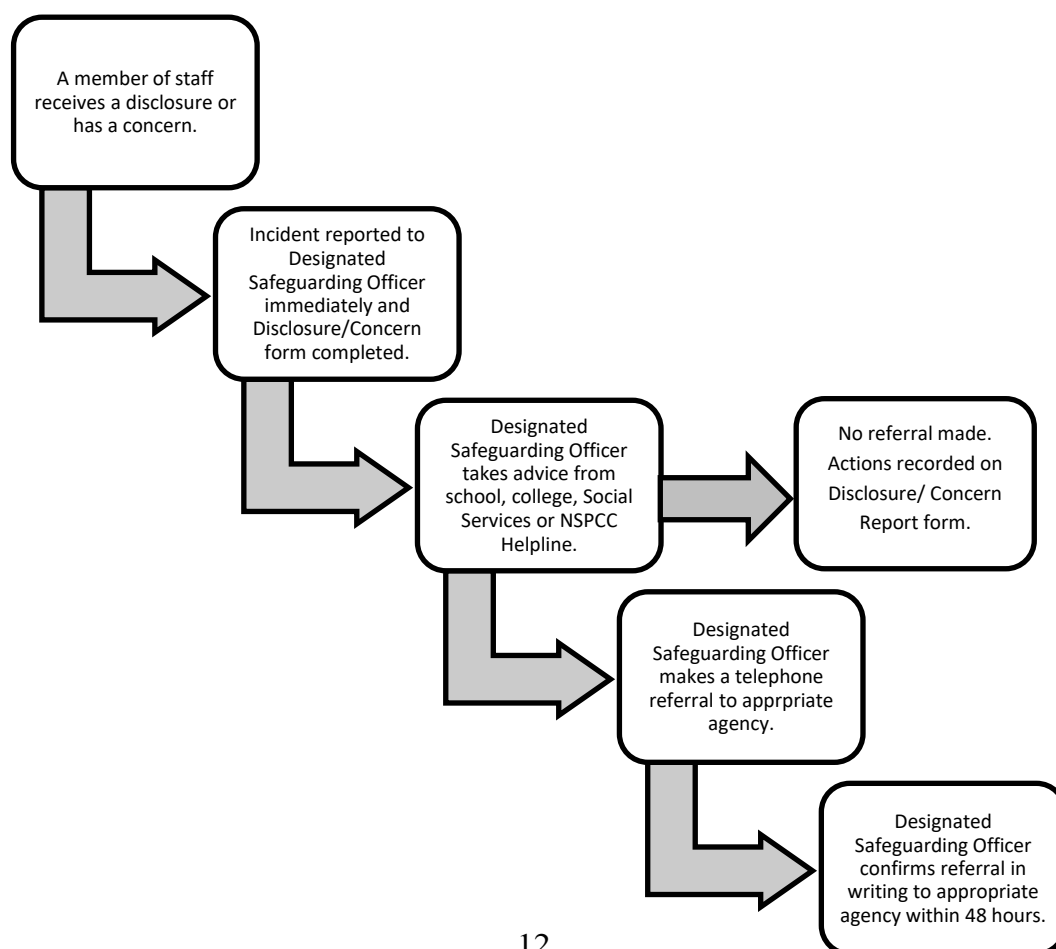 A member of staff
receives a disclosure or
has a concern.
Incident reported to
Designated
Safeguarding Officer
immediately and
Disclosure/Concern
form completed.
Designated
Safeguarding Officer
takes advice from
school, college, Social
Services or NSPCC
Helpline.
No referral made.
Actions recorded on
Disclosure/ Concern
Report form.
Designated
Safeguarding Officer
makes a telephone
referral to apprpriate
agency.
Designated
Safeguarding Officer
confirms referral in
writing to appropriate
agency within 48 hours.
12